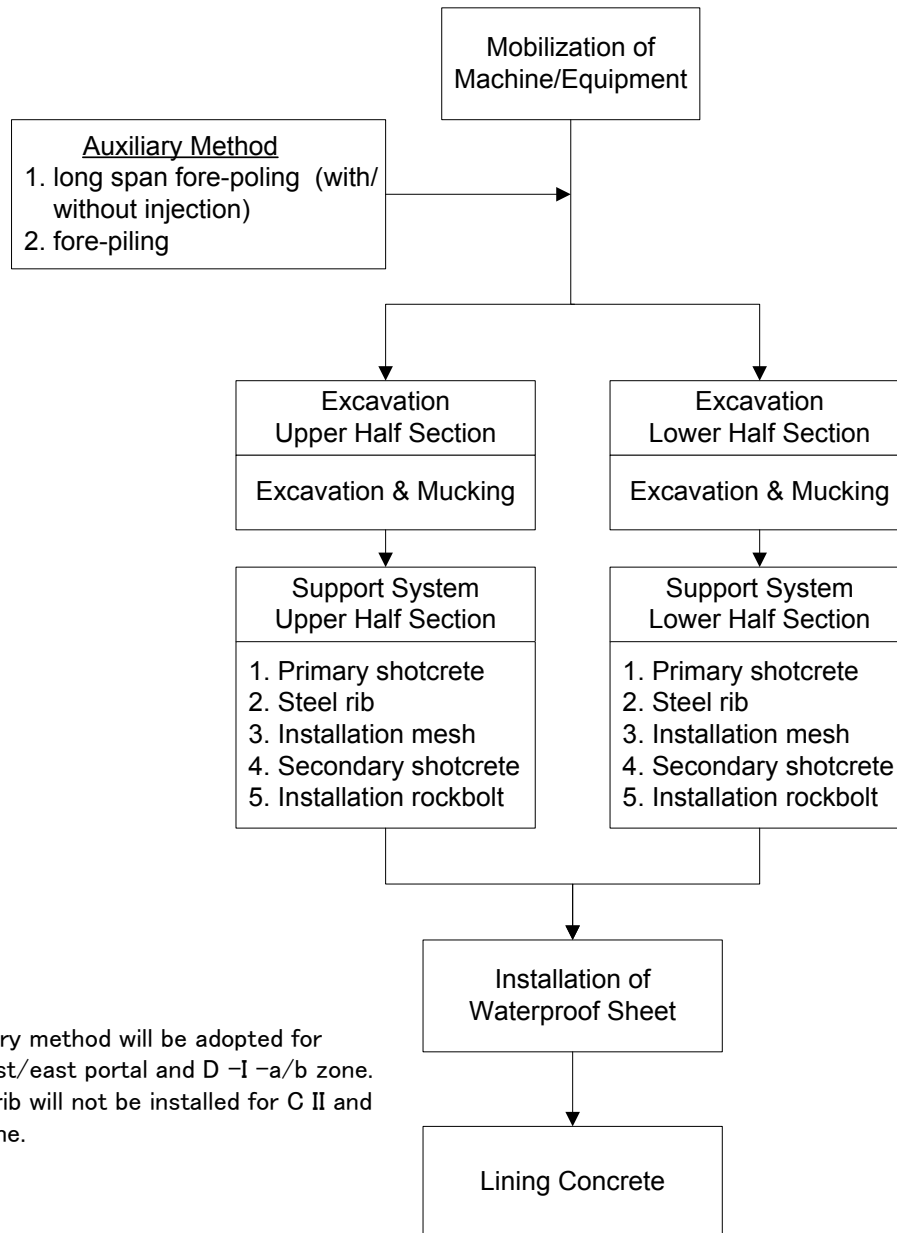 Mobilization of
Machine/Equipment
Auxiliary Method
1. long span fore-poling (with/
without injection)
2. fore-piling
Excavation
Upper Half Section
Excavation & Mucking
Excavation
Lower Half Section
Excavation & Mucking
Support System
Upper Half Section
1. Primary shotcrete
2. Steel rib
3. Installation mesh
4. Secondary shotcrete
5. Installation rockbolt
Support System
Lower Half Section
1. Primary shotcrete
2. Steel rib
3. Installation mesh
4. Secondary shotcrete
5. Installation rockbolt
Installation of
Waterproof Sheet
method will be adopted for
/east portal and D -I -a/b zone.
rib will not be installed for C II and
Lining Concrete